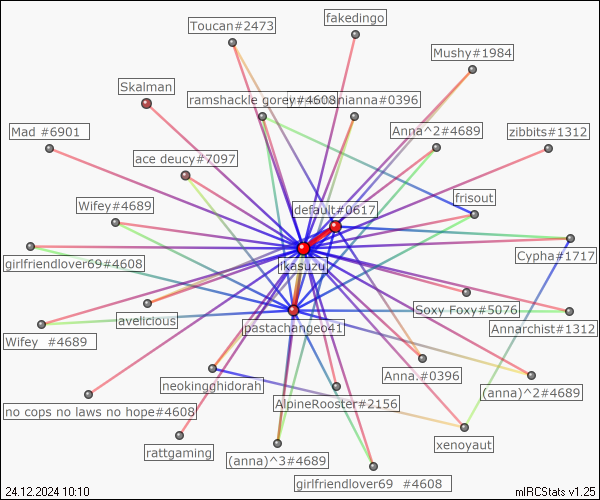 fakedingo
Toucan#2473
Mushy#1984
Skalman
ramshackle gorey#4608
nianna#0396
Mad #6901
Anna^2#4689
zibbits#1312
ace deucy#7097
frisout
Wifey#4689
default#0617
Cypha#1717
girlfriendlover69#4608
ikasuzu
Soxy Foxy#5076
avelicious
pastachangeo41
Annarchist#1312
Wifey  #4689
Anna.#0396
neokingghidorah
(anna)^2#4689
no cops no laws no hope#4608
AlpineRooster#2156
rattgaming
xenoyaut
(anna)^3#4689
girlfriendlover69  #4608
24.12.2024 10:10
mIRCStats v1.25